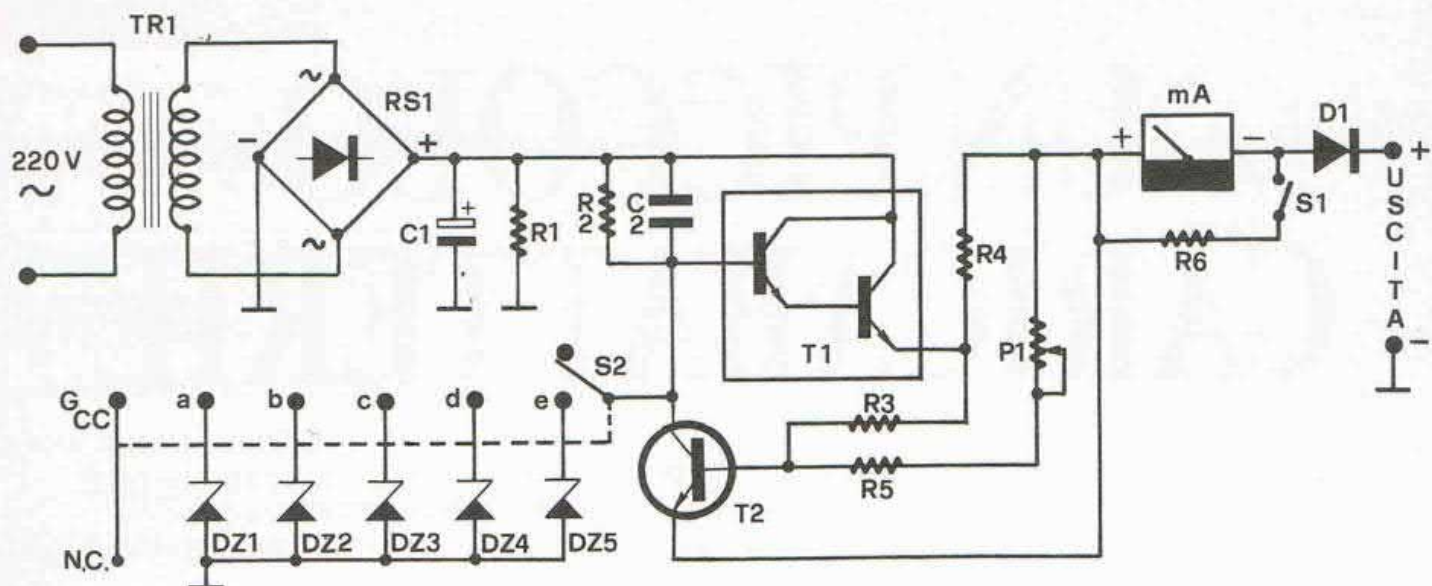 TR1
220 V
~
~
RS1
-
+
~
+
C1
R1
R
2
C
2
T1
R4
P1
+
mA
-
D1
+
S1
R6
USCITA
-
S2
G
CC
a
b
c
d
e
R3
R5
T2
DZ1
DZ2
DZ3
DZ4
DZ5
N.C.